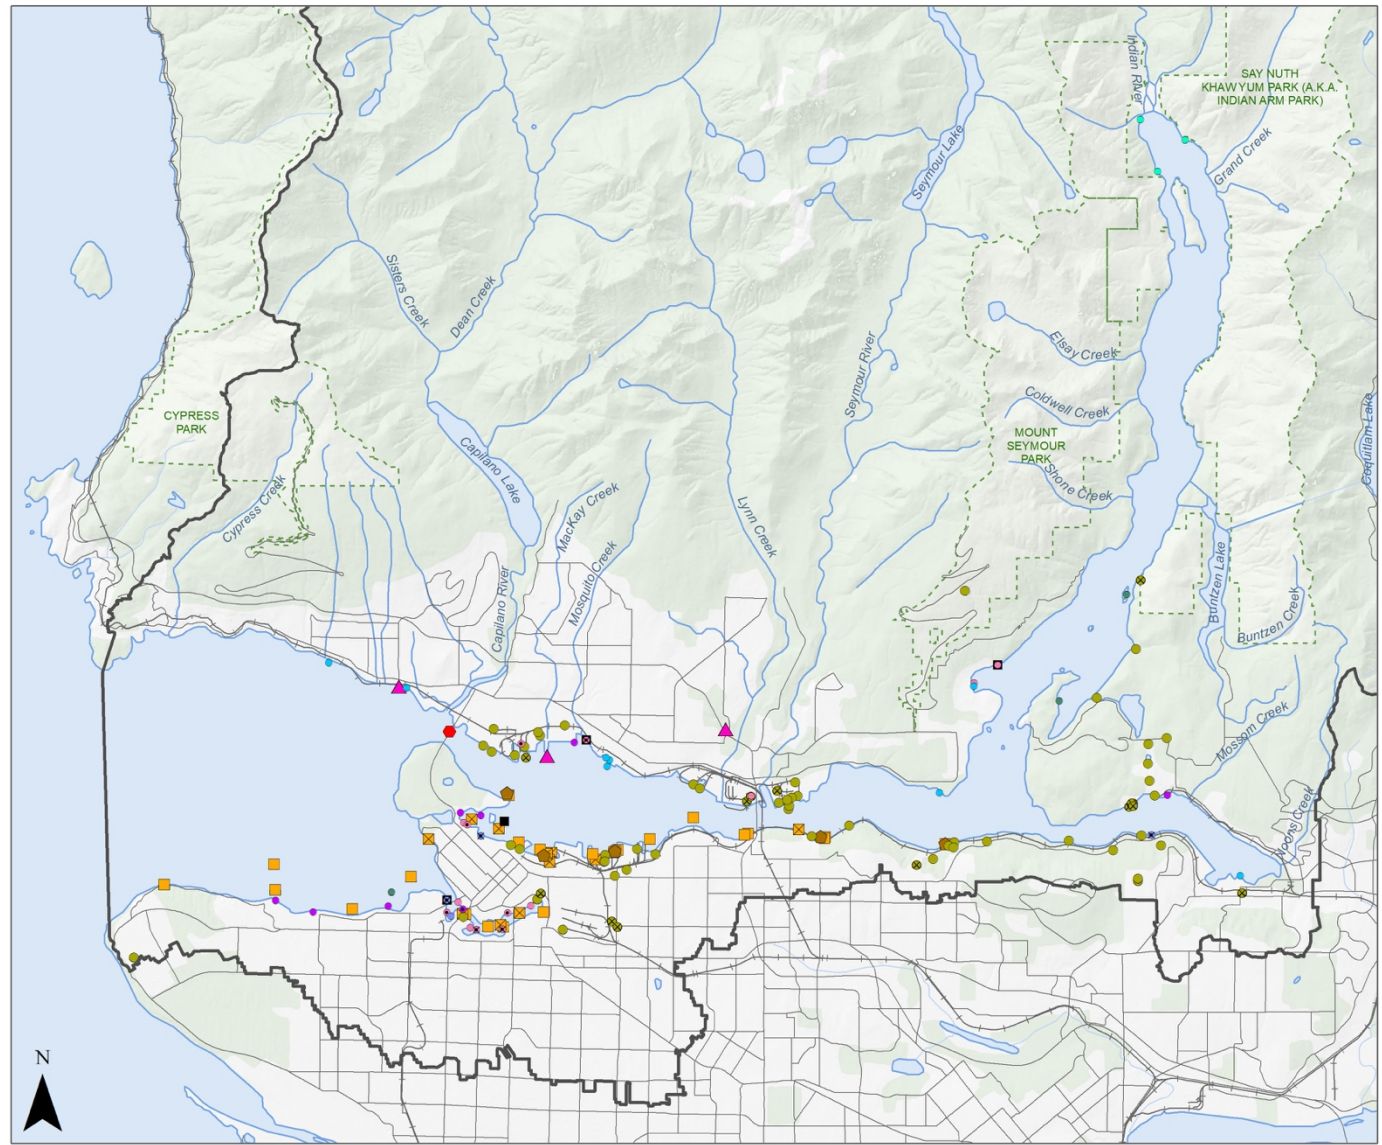 Indian River
SAY NUTH
KHAW YUM PARK (A.K.A.
INDIAN ARM PARK)
Grand Creek
Seymour Lake
Sisters Creek
Dean Creek
Elsay Creek
Seymour River
Coldwell Creek
CYPRESS
PARK
MOUNT
SEYMOUR
PARK
Coquitlam Lake
Capilano Lake
Shone Creek
Cypress Creek
MacKay Creek
Lynn Creek
Mosquito Creek
Buntzen Lake
Capilano River
Buntzen Creek
Mossom Creek
Noons Creek
N